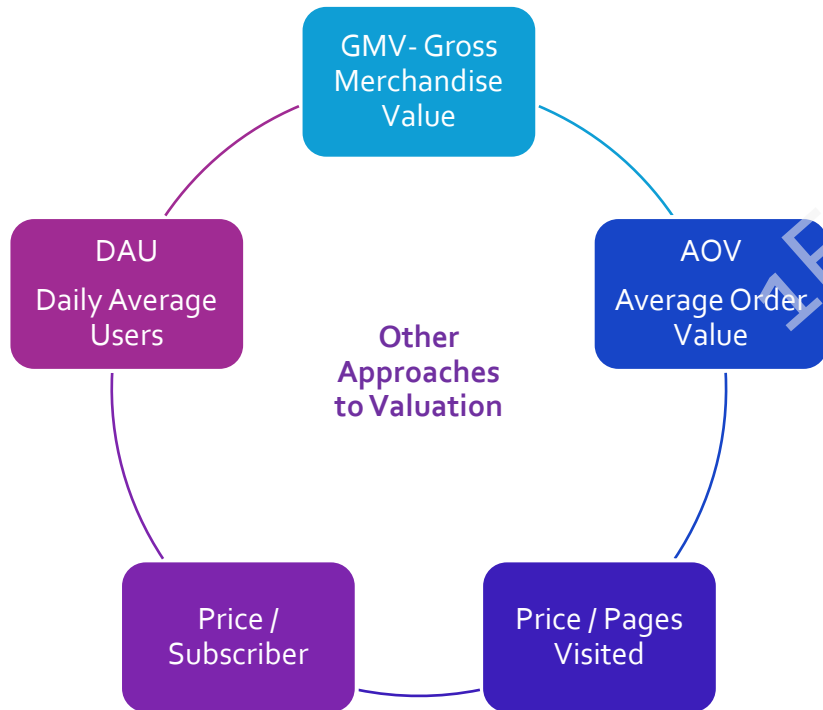 GMV- Gross
Merchandise
Value
DAU
Daily Average
Users
AOV
Average Order
Value
Other
Approaches
to Valuation
Price /
Subscriber
Price / Pages
Visited